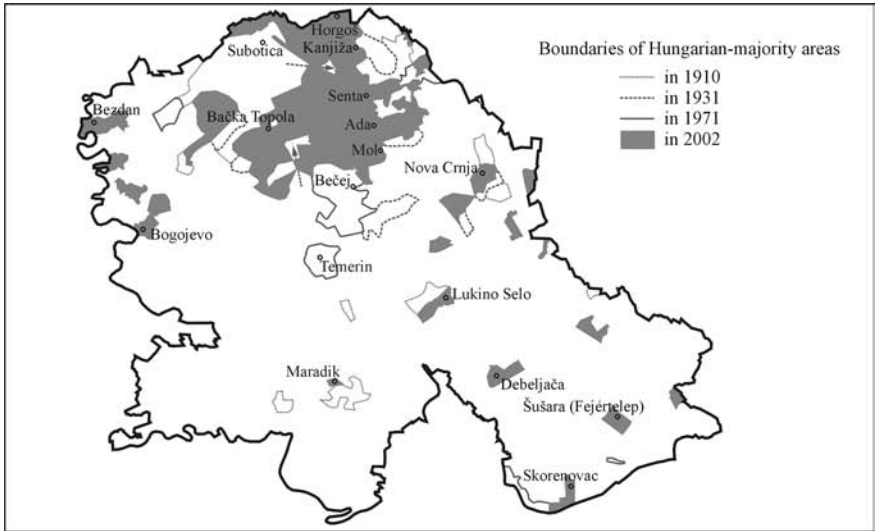 Horgoš
Kanjiža
Subotica
Boundaries of Hungarian-majority areas
in 1910
in 1931
in 1971
in 2002
Senta
Bezdan
Bačka Topola
Ada
Mol
Nova Crnja
Bečej
Bogojevo
Temerin
Lukino Selo
Maradik
Debeljača
Šušara (Fejértelep)
Skorenovac